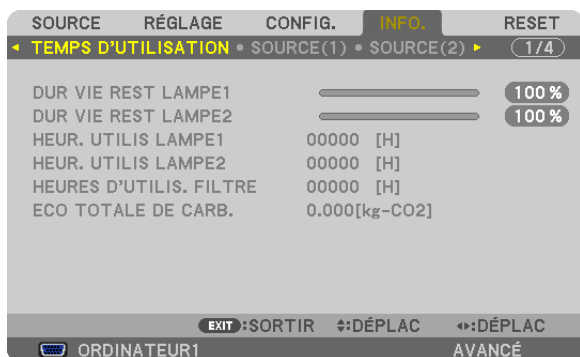 SOURCE RÉGLAGE CONFIG. INFO. RESET
◂ TEMPS D'UTILISATION • SOURCE(1) • SOURCE(2) ▸ 1/4
DUR VIE REST LAMPE1 100 %
DUR VIE REST LAMPE2 100 %
HEUR. UTILIS LAMPE1 00000 [H]
HEUR. UTILIS LAMPE2 00000 [H]
HEURES D'UTILIS. FILTRE 00000 [H]
ECO TOTALE DE CARB. 0.000[kg-CO2]
EXIT :SORTIR ⬍:DÉPLAC ⬌:DÉPLAC
ORDINATEUR1 AVANCÉ